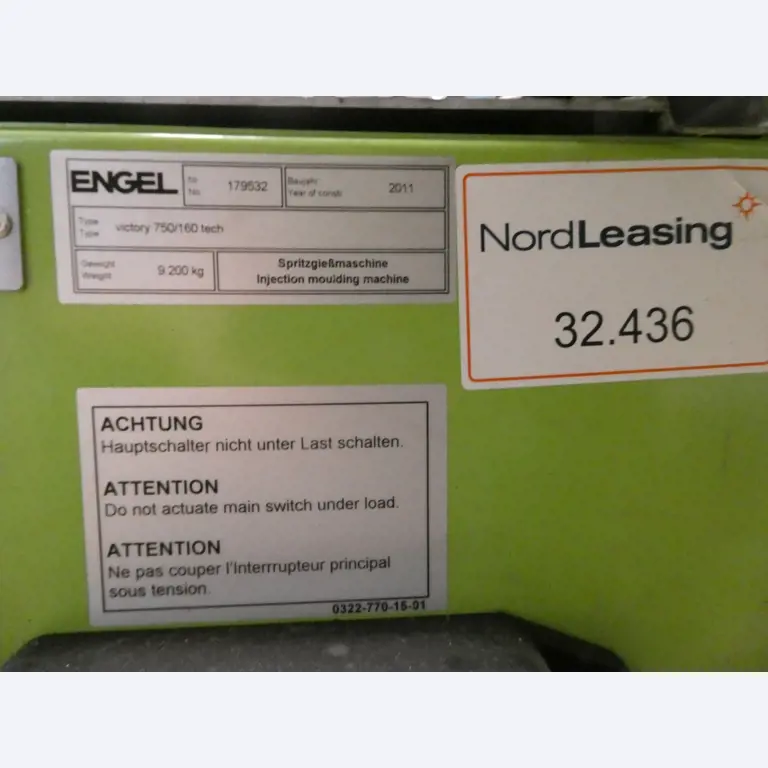 ENGEL
Nr.
No.
179532
Baujahr
Year of constr.
2011
Type
Type
victory 750/160 tech
Gewicht
Weight
9.200 kg
Spritzgießmaschine
Injection moulding machine
NordLeasing
32.436
ACHTUNG
Hauptschalter nicht unter Last schalten.
ATTENTION
Do not actuate main switch under load.
ATTENTION
Ne pas couper l'Interrrupteur principal
sous tension.
0322-770-15-01